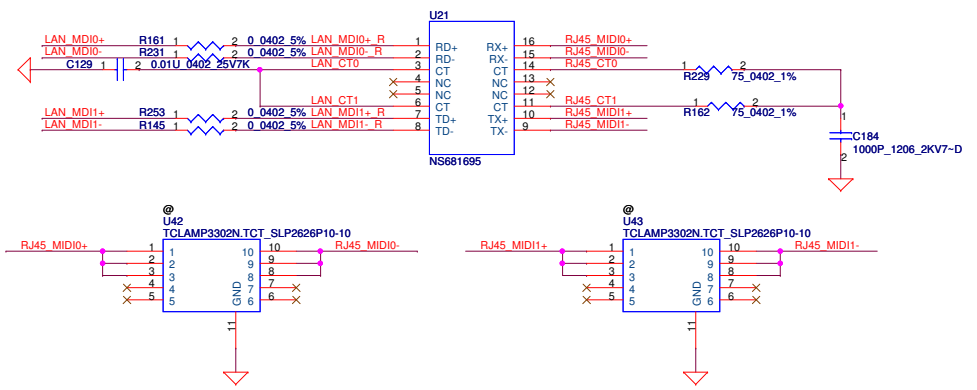 U21
LAN_MDI0+ R161 1 2 0_0402_5% LAN_MDI0+_R 1 RD+ RX+ 16 RJ45_MIDI0+
LAN_MDI0- R231 1 2 0_0402_5% LAN_MDI0-_R 2 RD- RX- 15 RJ45_MIDI0-
C129 1 2 0.01U_0402_25V7K LAN_CT0 3 CT CT 14 RJ45_CT0 1 2
4 NC NC 13 R229 75_0402_1%
5 NC NC 12
LAN_CT1 6 CT CT 11 RJ45_CT1 1 2
LAN_MDI1+ R253 1 2 0_0402_5% LAN_MDI1+_R 7 TD+ TX+ 10 RJ45_MIDI1+ R162 75_0402_1% 1
LAN_MDI1- R145 1 2 0_0402_5% LAN_MDI1-_R 8 TD- TX- 9 RJ45_MIDI1-
C184
1000P_1206_2KV7~D
2
NS681695
@
U42
TCLAMP3302N.TCT_SLP2626P10-10
RJ45_MIDI0+ 1 1 10 10 RJ45_MIDI0-
2 2 9 9
3 3 8 8
4 4 7 7
5 5 6 6
GND
11
@
U43
TCLAMP3302N.TCT_SLP2626P10-10
RJ45_MIDI1+ 1 1 10 10 RJ45_MIDI1-
2 2 9 9
3 3 8 8
4 4 7 7
5 5 6 6
GND
11